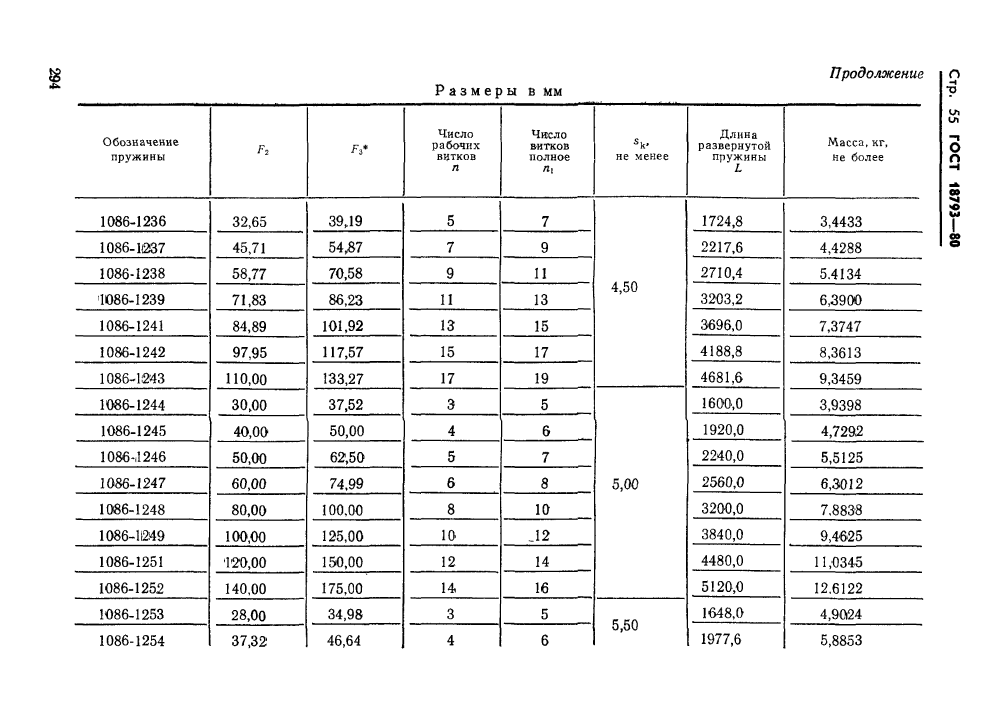 294
Продолжение
Стр. 55 ГОСТ 18793—80
Размеры в мм
Обозначение пружины F₂ F₃* Число рабочих витков n Число витков полное n₁ sₖ, не менее Длина развернутой пружины L Масса, кг, не более
1086-1236 32,65 39,19 5 7 1724,8 3,4433
1086-1237 45,71 54,87 7 9 2217,6 4,4288
1086-1238 58,77 70,58 9 11 2710,4 5.4134
4,50
1086-1239 71,83 86,23 11 13 3203,2 6,3900
1086-1241 84,89 101,92 13 15 3696,0 7,3747
1086-1242 97,95 117,57 15 17 4188,8 8,3613
1086-1243 110,00 133,27 17 19 4681,6 9,3459
1086-1244 30,00 37,52 3 5 1600,0 3,9398
1086-1245 40,00 50,00 4 6 1920,0 4,7292
1086-1246 50,00 62,50 5 7 2240,0 5,5125
1086-1247 60,00 74,99 6 8 5,00 2560,0 6,3012
1086-1248 80,00 100,00 8 10 3200,0 7,8838
1086-1249 100,00 125,00 10 12 3840,0 9,4625
1086-1251 120,00 150,00 12 14 4480,0 11,0345
1086-1252 140,00 175,00 14 16 5120,0 12.6122
1086-1253 28,00 34,98 3 5 1648,0 4,9024
5,50
1086-1254 37,32 46,64 4 6 1977,6 5,8853